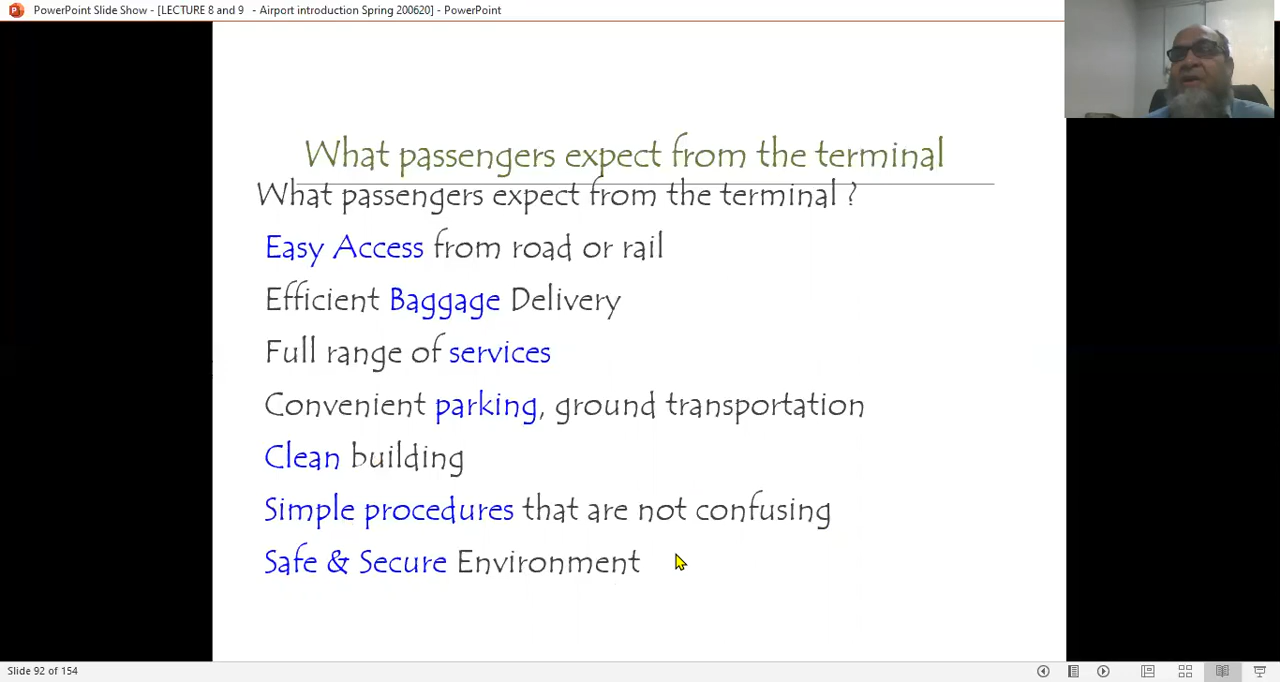 PowerPoint Slide Show - [LECTURE 8 and 9 - Airport introduction Spring 200620] - PowerPoint
What passengers expect from the terminal
What passengers expect from the terminal ?
Easy Access from road or rail
Efficient Baggage Delivery
Full range of services
Convenient parking, ground transportation
Clean building
Simple procedures that are not confusing
Safe & Secure Environment
Slide 92 of 154